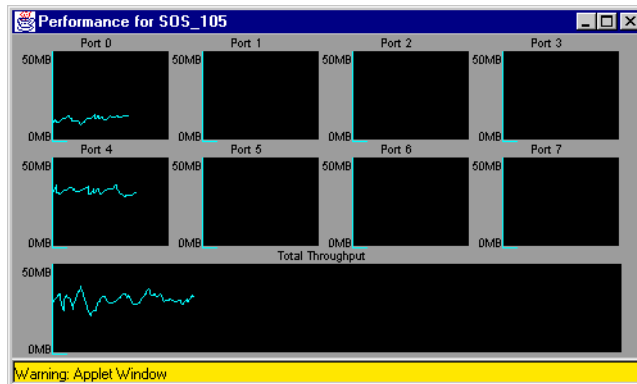 Performance for SOS_105
Port 0 Port 1 Port 2 Port 3
50MB 50MB 50MB 50MB
0MB 0MB 0MB 0MB
Port 4 Port 5 Port 6 Port 7
50MB 50MB 50MB 50MB
0MB 0MB 0MB 0MB
Total Throughput
50MB
0MB
Warning: Applet Window